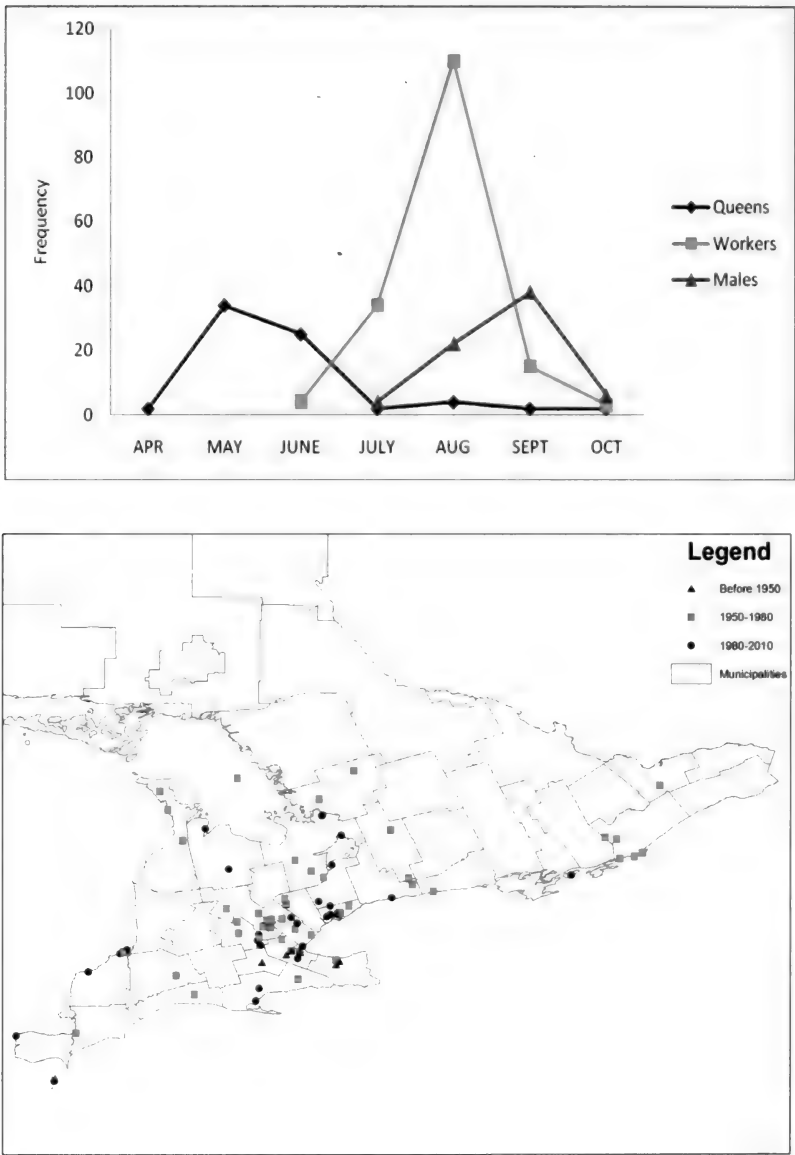 120
100
80
60
40
20
0
Frequency
APR MAY JUNE JULY AUG SEPT OCT
Queens
Workers
Males
Legend
Before 1950
1950-1980
1980-2010
Municipalities